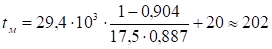 t_м = 29,4·10³ · (1−0,904)/(17,5·0,887) + 20 ≈ 202